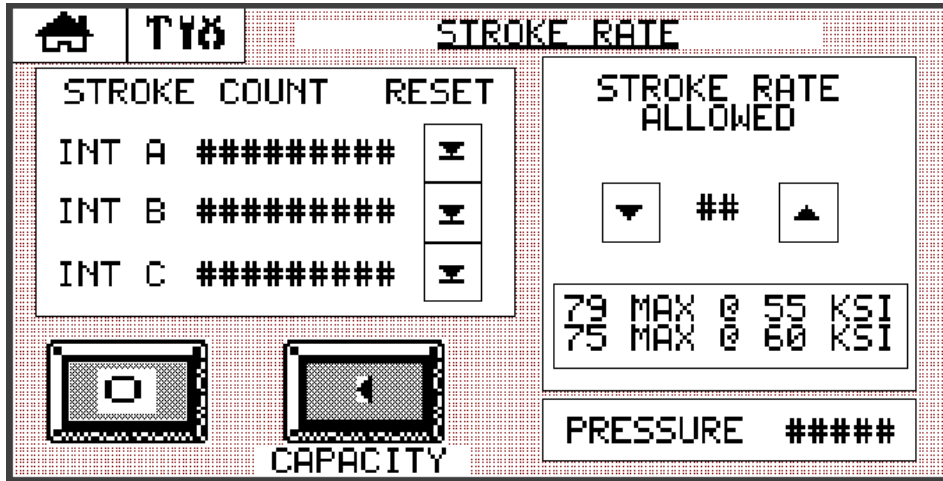 STROKE RATE
STROKE COUNT RESET
INT A #########
INT B #########
INT C #########
STROKE RATE
ALLOWED
##
79 MAX @ 55 KSI
75 MAX @ 60 KSI
PRESSURE #####
CAPACITY